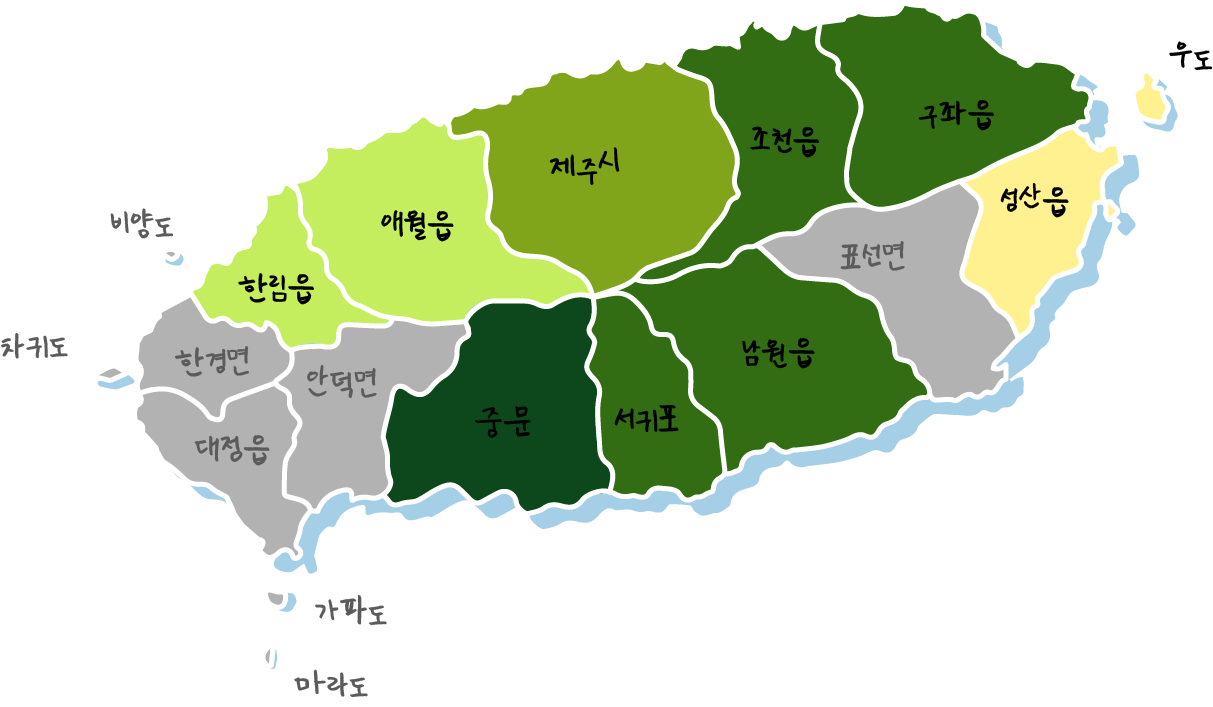 우도
구좌읍
조천읍
제주시
성산읍
애월읍
비양도
표선면
한림읍
차귀도
한경면
남원읍
안덕면
중문
서귀포
대정읍
가파도
마라도